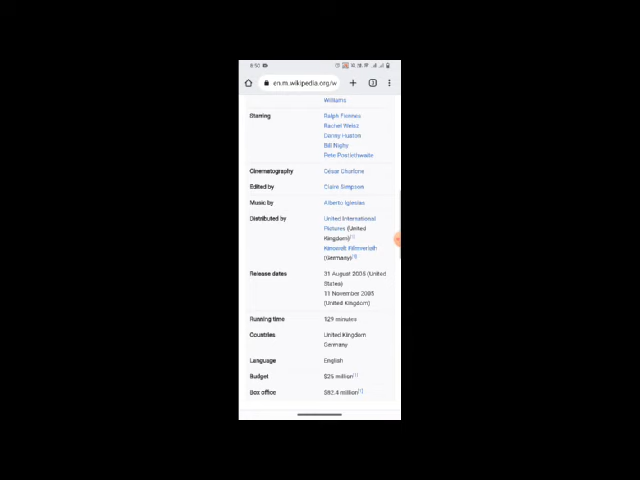 8:50
en.m.wikipedia.org/w
Williams
Starring Ralph Fiennes
Rachel Weisz
Danny Huston
Bill Nighy
Pete Postlethwaite
Cinematography César Charlone
Edited by Claire Simpson
Music by Alberto Iglesias
Distributed by United International
Pictures (United
Kingdom)[1]
Kinowelt Filmverleih
(Germany)
Release dates 31 August 2005 (United
States)
11 November 2005
(United Kingdom)
Running time 129 minutes
Countries United Kingdom
Germany
Language English
Budget $25 million[1]
Box office $82.4 million[1]